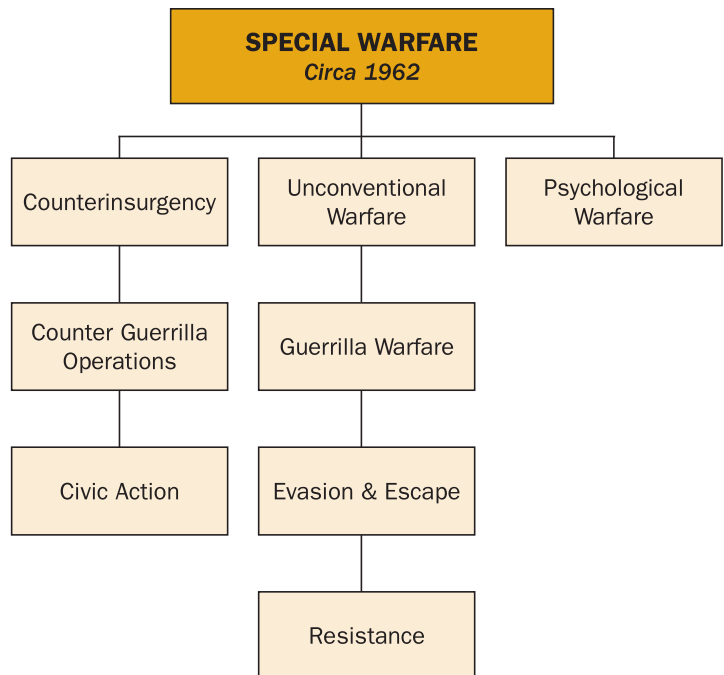 SPECIAL WARFARE
Circa 1962
Counterinsurgency
Unconventional
Warfare
Psychological
Warfare
Counter Guerrilla
Operations
Guerrilla Warfare
Civic Action
Evasion & Escape
Resistance